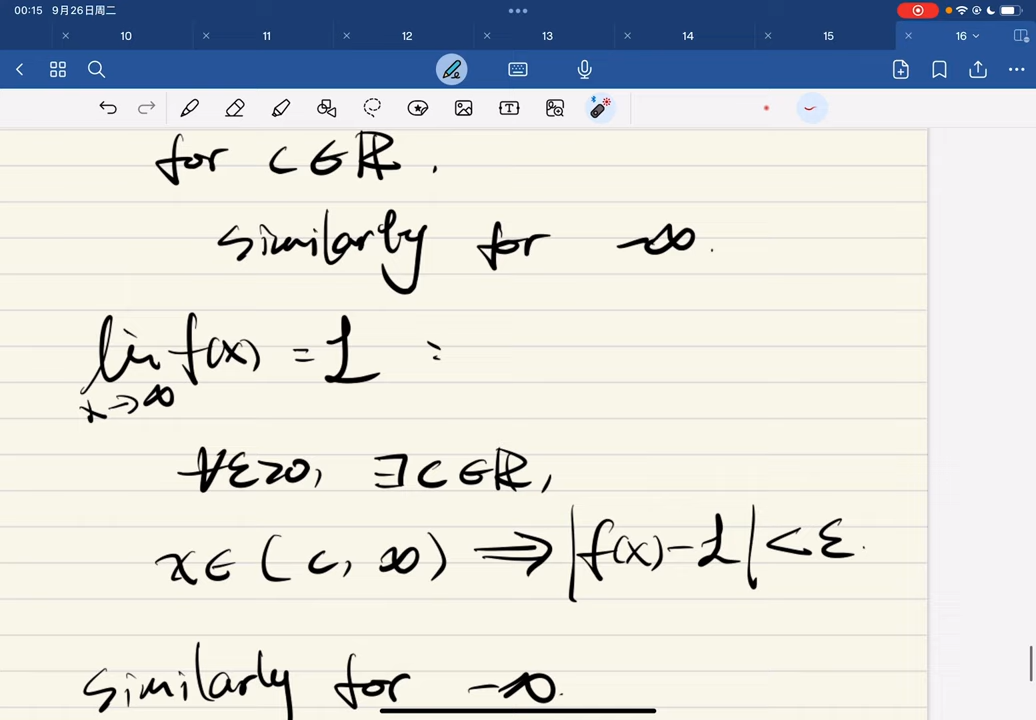 00:15 9月26日周二
10 11 12 13 14 15 16
T
for c∈ℝ.
similarly for -∞.
lim f(x) = L :
x→∞
∀ε>0, ∃c∈ℝ,
x∈(c, ∞) ⟹ |f(x)-L| < ε.
similarly for -∞.